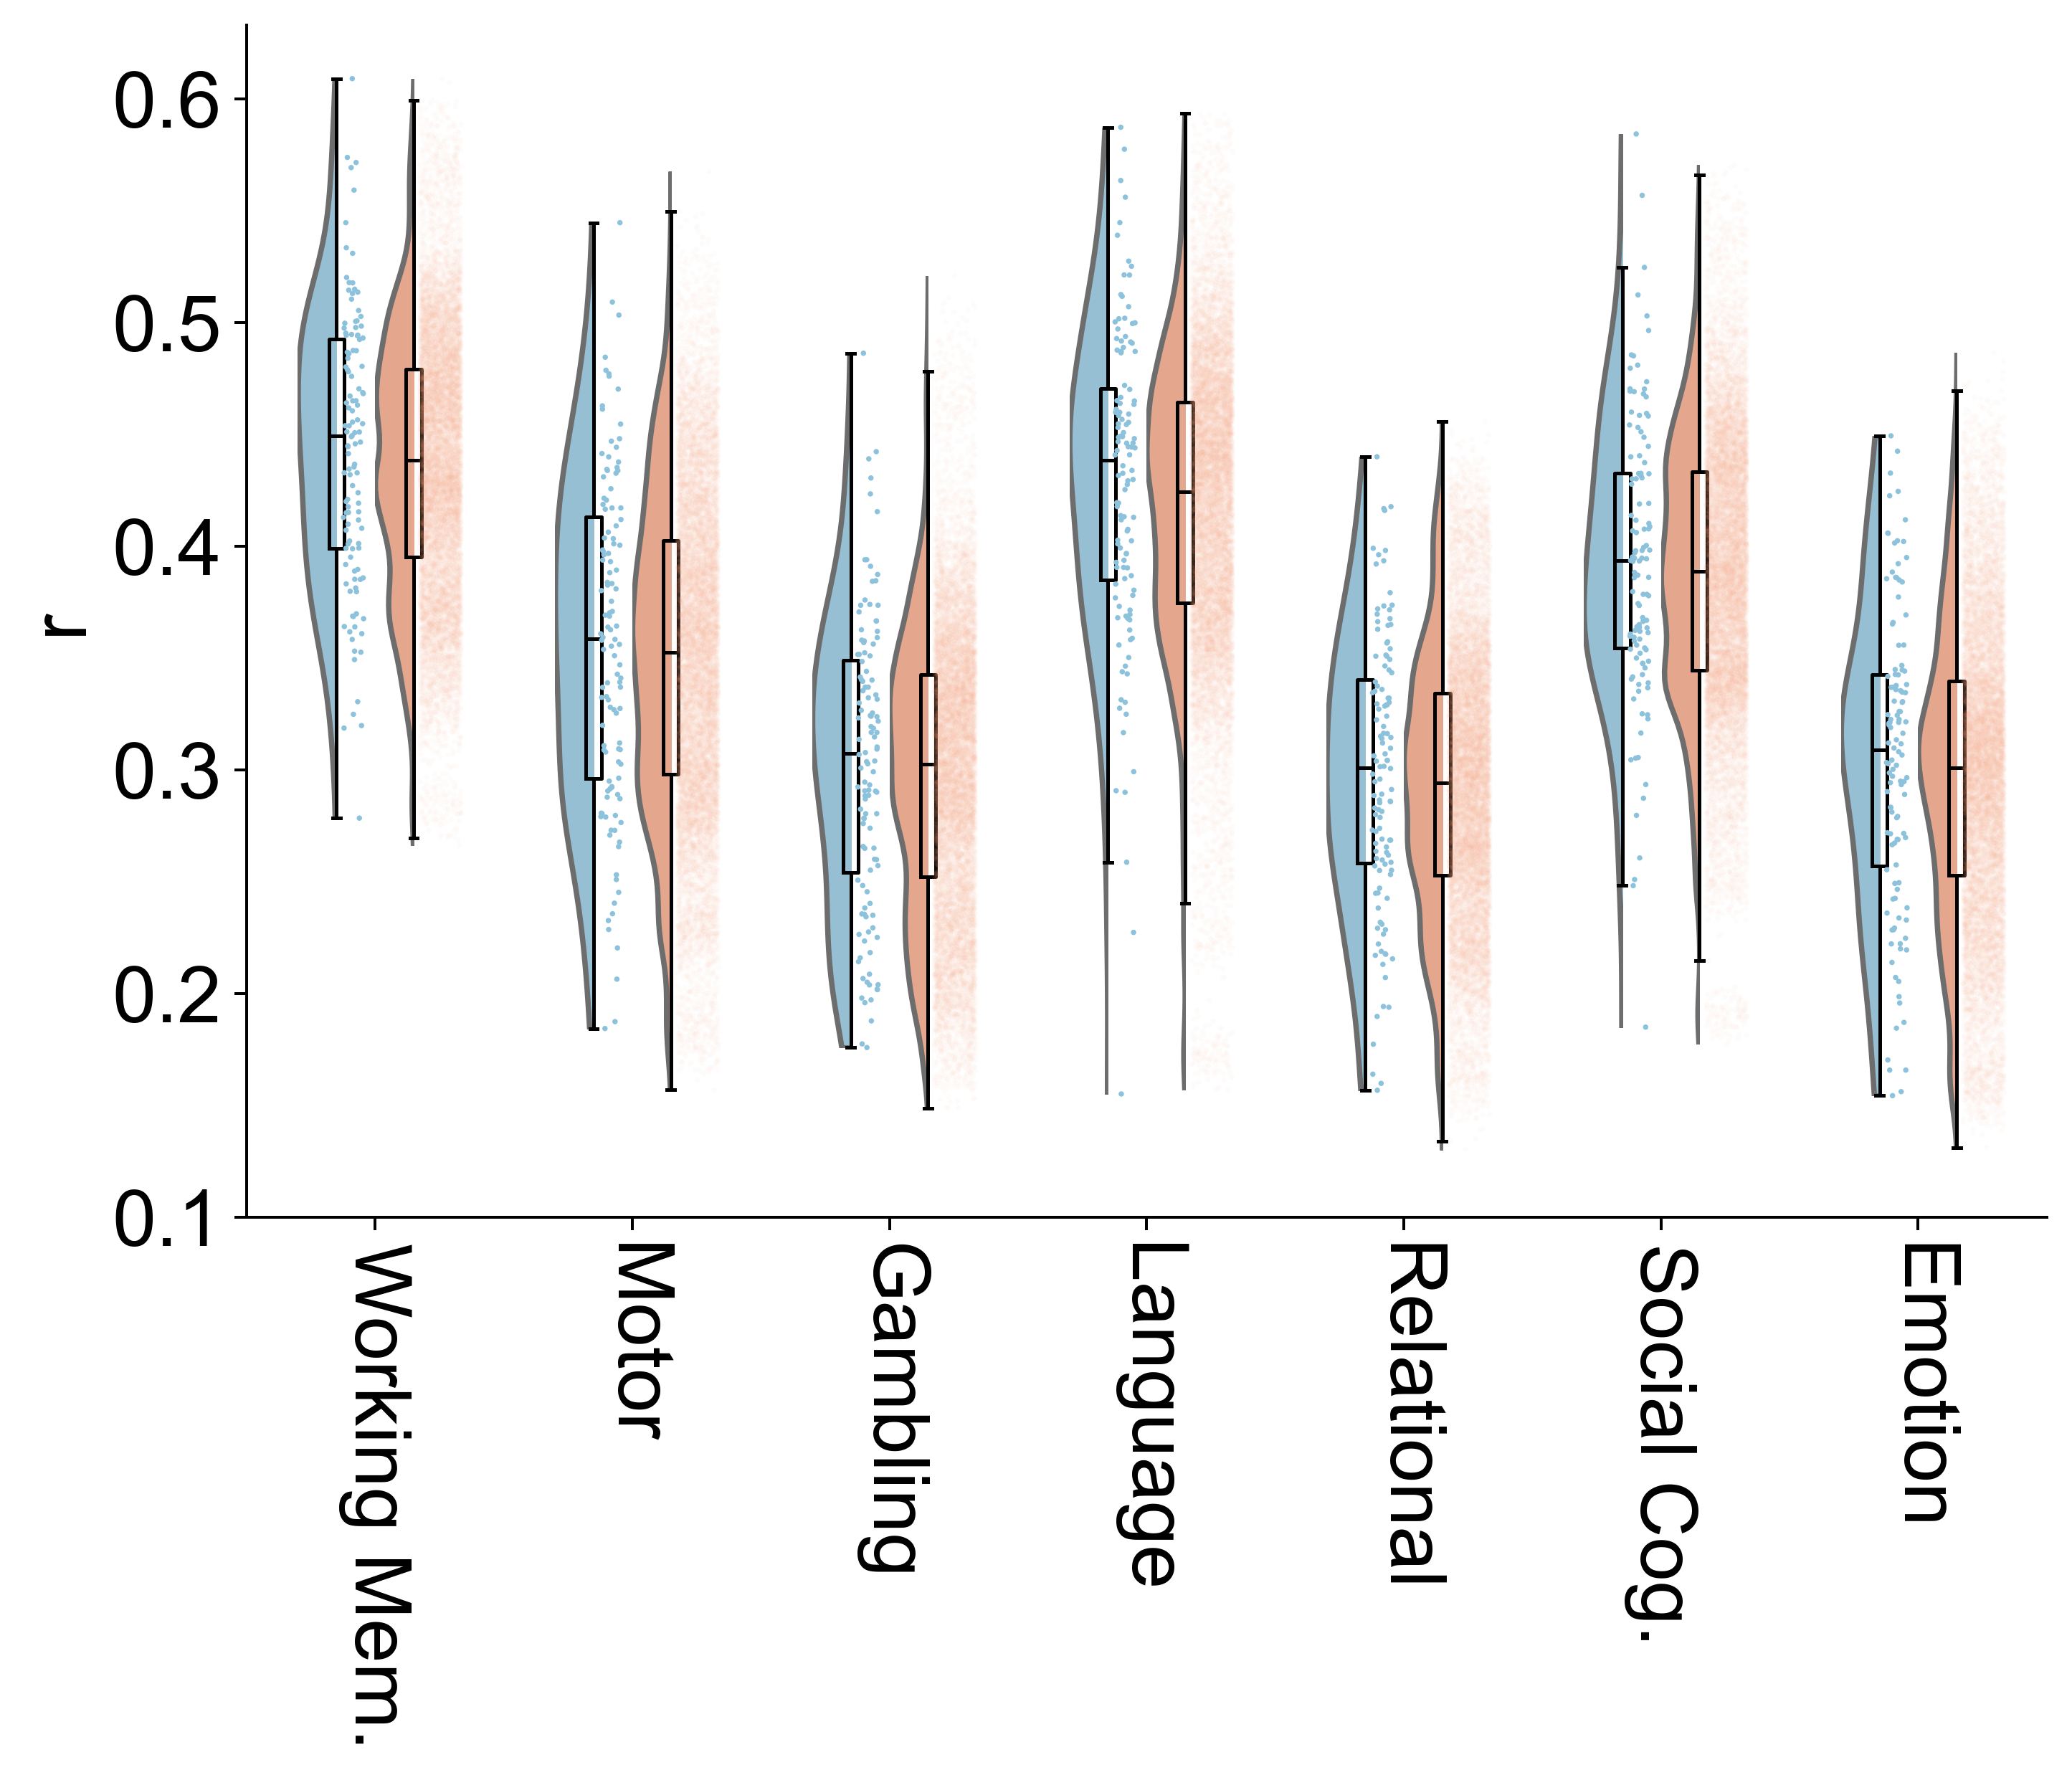 0.6
0.5
0.4
0.3
0.2
0.1
r
Working Mem.
Motor
Gambling
Language
Relational
Social Cog.
Emotion